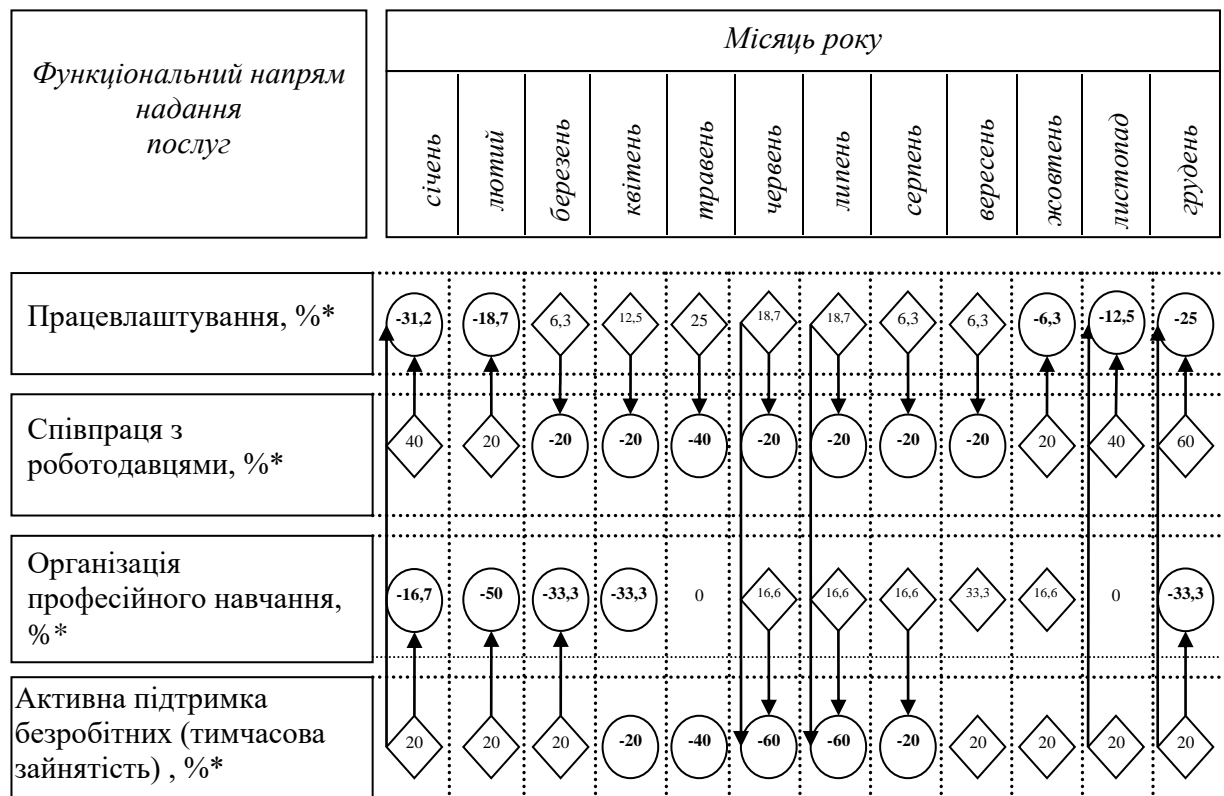 Функціональний напрям
надання
послуг
Місяць року
січень
лютий
березень
квітень
травень
червень
липень
серпень
вересень
жовтень
листопад
грудень
Працевлаштування, %*
-31,2 -18,7 6,3 12,5 25 18,7 18,7 6,3 6,3 -6,3 -12,5 -25
Співпраця з
роботодавцями, %*
40 20 -20 -20 -40 -20 -20 -20 -20 20 40 60
Організація
професійного навчання,
%*
-16,7 -50 -33,3 -33,3 0 16,6 16,6 16,6 33,3 16,6 0 -33,3
Активна підтримка
безробітних (тимчасова
зайнятість) , %*
20 20 20 -20 -40 -60 -60 -20 20 20 20 20